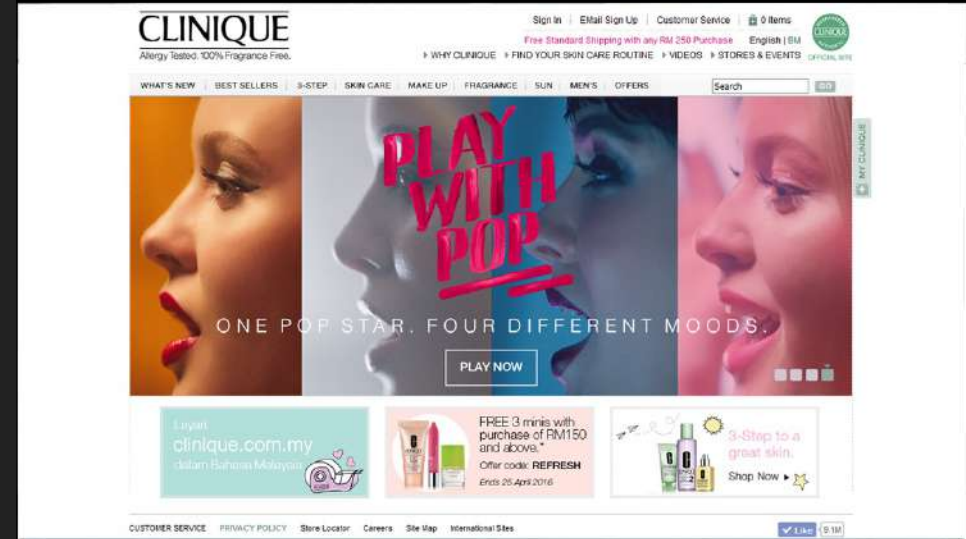 CLINIQUE
Allergy Tested. 100% Fragrance Free.
Sign In | EMail Sign Up | Customer Service | 0 Items
Free Standard Shipping with any RM 250 Purchase English | BM
CLINIQUE
OFFICIAL SITE
WHY CLINIQUE FIND YOUR SKIN CARE ROUTINE VIDEOS STORES & EVENTS
WHAT'S NEW | BEST SELLERS | 3-STEP | SKIN CARE | MAKE UP | FRAGRANCE | SUN | MEN'S | OFFERS
Search GO
MY CLINIQUE
PLAY
WITH
POP
ONE POP STAR. FOUR DIFFERENT MOODS.
PLAY NOW
Layari
clinique.com.my
dalam Bahasa Malaysia
FREE 3 minis with
purchase of RM150
and above.*
Offer code: REFRESH
Ends 25 April 2016
3-Step to a
great skin.
Shop Now
CUSTOMER SERVICE PRIVACY POLICY Store Locator Careers Site Map International Sites
Like 9.1M